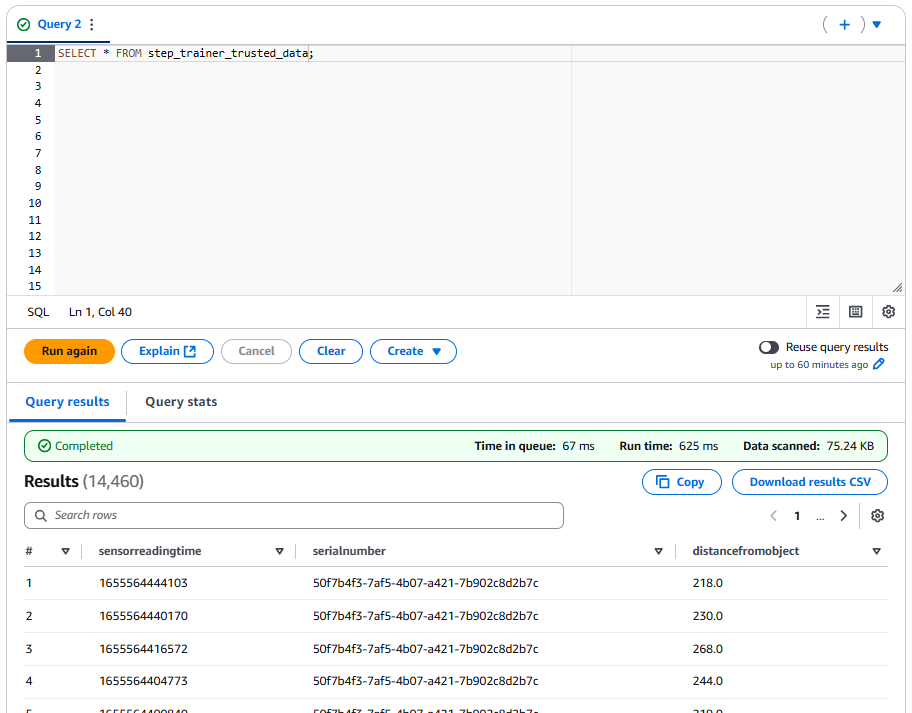 Query 2
1 SELECT * FROM step_trainer_trusted_data;
2
3
4
5
6
7
8
9
10
11
12
13
14
15
SQL Ln 1, Col 40
Run again Explain Cancel Clear Create Reuse query results
up to 60 minutes ago
Query results Query stats
Completed Time in queue: 67 ms Run time: 625 ms Data scanned: 75.24 KB
Results (14,460) Copy Download results CSV
Search rows 1 ...
# sensorreadingtime serialnumber distancefromobject
1 1655564444103 50f7b4f3-7af5-4b07-a421-7b902c8d2b7c 218.0
2 1655564440170 50f7b4f3-7af5-4b07-a421-7b902c8d2b7c 230.0
3 1655564416572 50f7b4f3-7af5-4b07-a421-7b902c8d2b7c 268.0
4 1655564404773 50f7b4f3-7af5-4b07-a421-7b902c8d2b7c 244.0